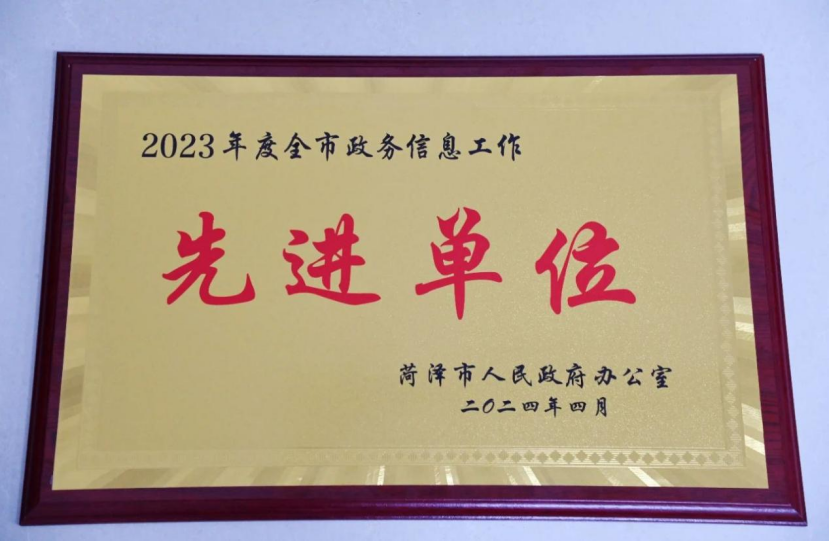 2023年度全市政务信息工作
先进单位
菏泽市人民政府办公室
二〇二四年四月